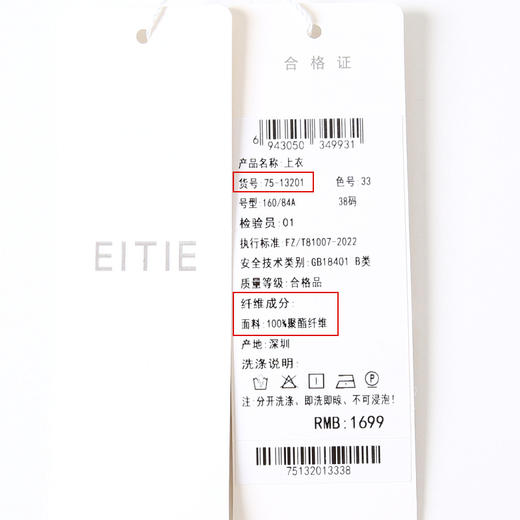 EITIE
合格证
6 943050 349931
产品名称:上衣
货号:75-13201 色号 33
号型:160/84A 38码
检验员:01
执行标准:FZ/T81007-2022
安全技术类别:GB18401 B类
质量等级:合格品
纤维成分:
面料:100%聚酯纤维
产地:深圳
洗涤说明:
P
注:分开洗涤、即洗即晾、不可浸泡!
RMB:1699
75132013338